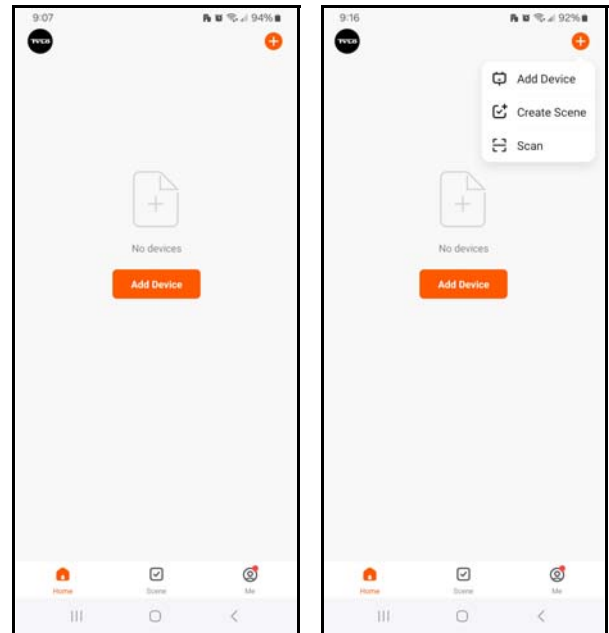 9:07
94%
No devices
Add Device
Home
Scene
Me
9:16
92%
Add Device
Create Scene
Scan
No devices
Add Device
Home
Scene
Me